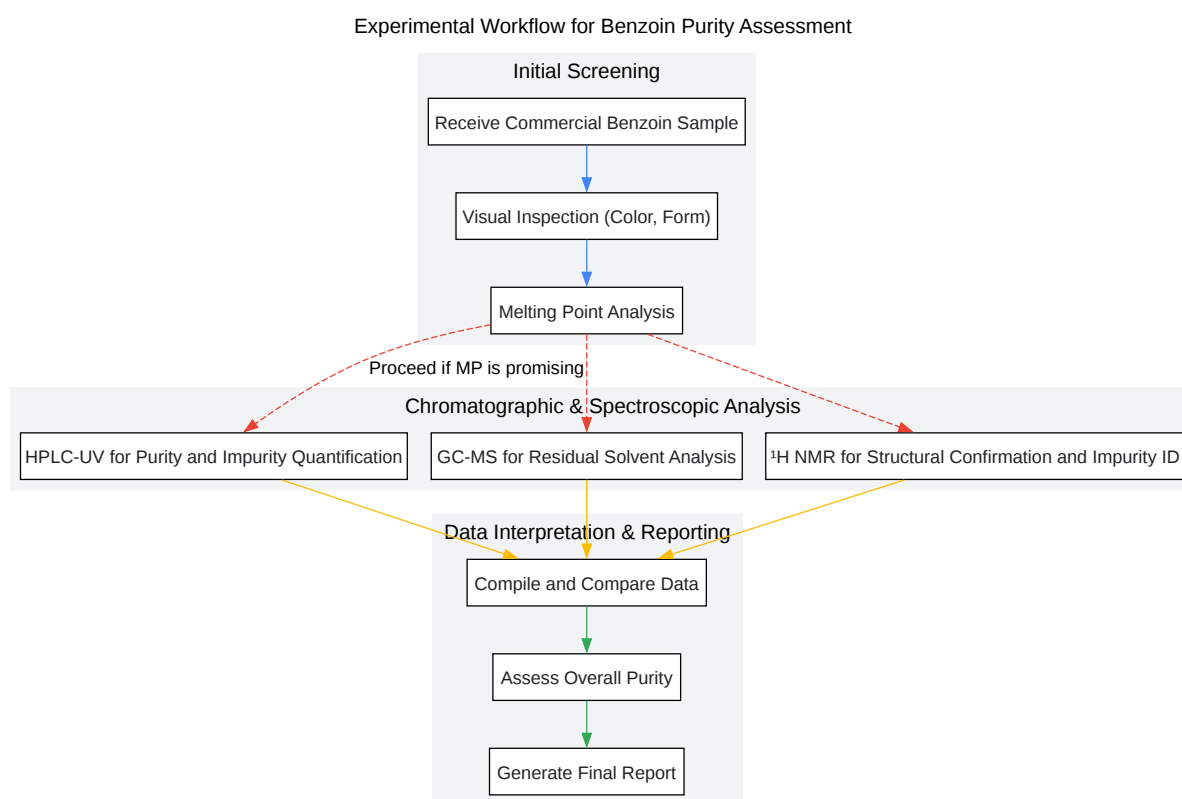 Experimental Workflow for Benzoin Purity Assessment
Initial Screening
Receive Commercial Benzoin Sample
Visual Inspection (Color, Form)
Melting Point Analysis
Proceed if MP is promising
Chromatographic & Spectroscopic Analysis
HPLC-UV for Purity and Impurity Quantification
GC-MS for Residual Solvent Analysis
¹H NMR for Structural Confirmation and Impurity ID
Data Interpretation & Reporting
Compile and Compare Data
Assess Overall Purity
Generate Final Report